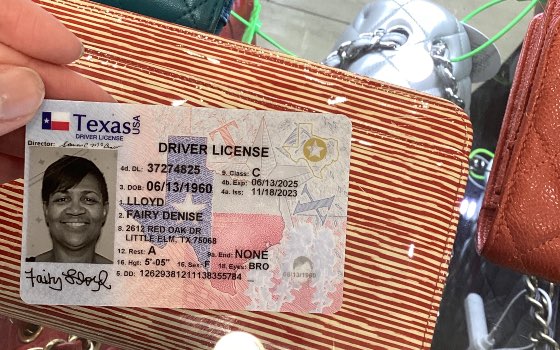 Texas USA
DRIVER LICENSE
Director:
DRIVER LICENSE
4d. DL: 37274825 9. Class: C
3. DOB: 06/13/1960 4b. Exp: 06/13/2025
4a. Iss: 11/18/2023
1. LLOYD
2. FAIRY DENISE
8. 2612 RED OAK DR
LITTLE ELM, TX 75068
12. Rest: A 9a. End: NONE
16. Hgt: 5'-05" 15. Sex: F 18. Eyes: BRO
5. DD: 12629381211138355784
06/13/1960
Fairy Lloyd